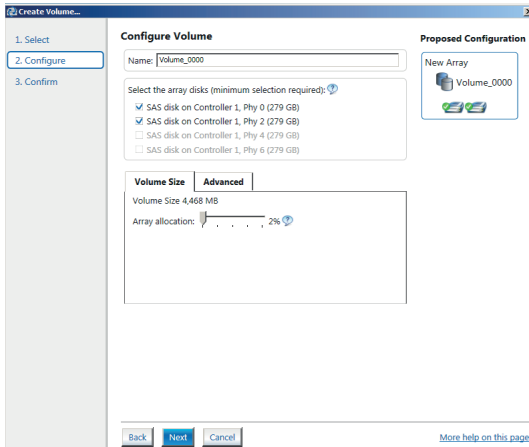 Create Volume...
1. Select
2. Configure
3. Confirm
Configure Volume
Name: Volume_0000
Select the array disks (minimum selection required):
SAS disk on Controller 1, Phy 0 (279 GB)
SAS disk on Controller 1, Phy 2 (279 GB)
SAS disk on Controller 1, Phy 4 (279 GB)
SAS disk on Controller 1, Phy 6 (279 GB)
Volume Size Advanced
Volume Size 4,468 MB
Array allocation: 2%
Proposed Configuration
New Array
Volume_0000
Back Next Cancel
More help on this page